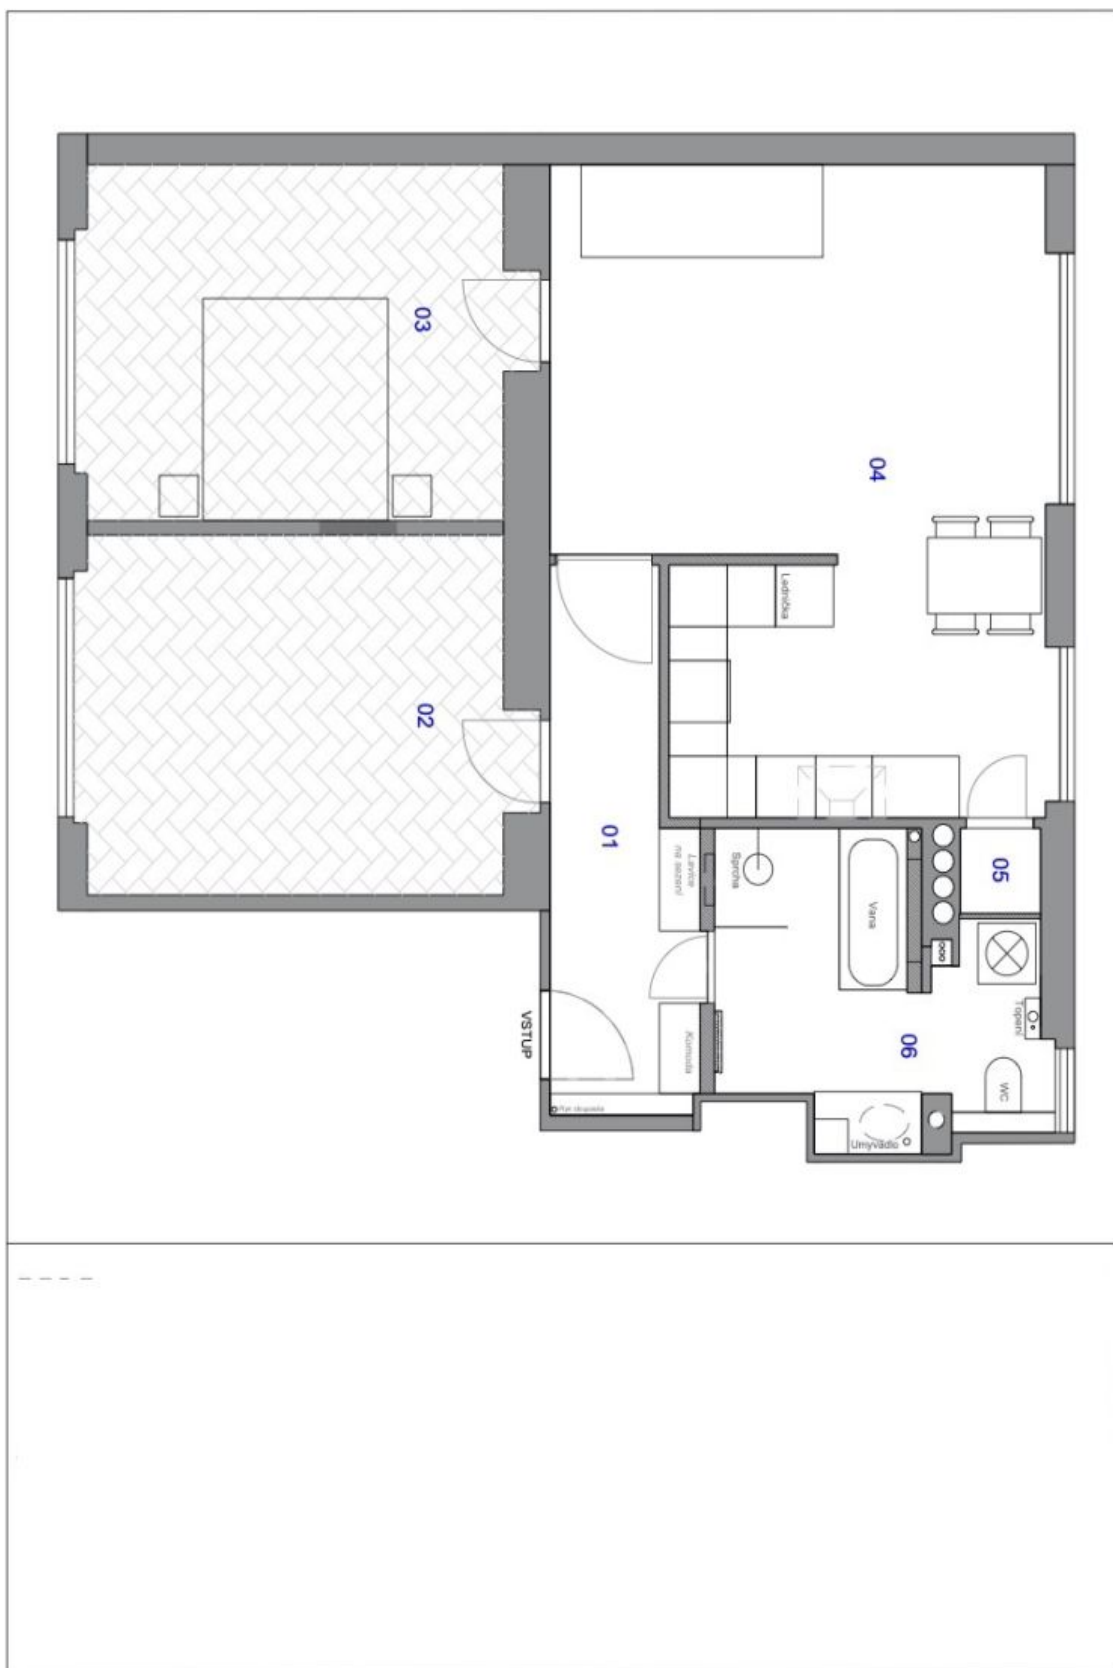 03
04
Lednička
02
01
05
Lavice
na sezení
Sprcha
Vana
VSTUP
Komoda
06
Topení
WC
Umyvadlo